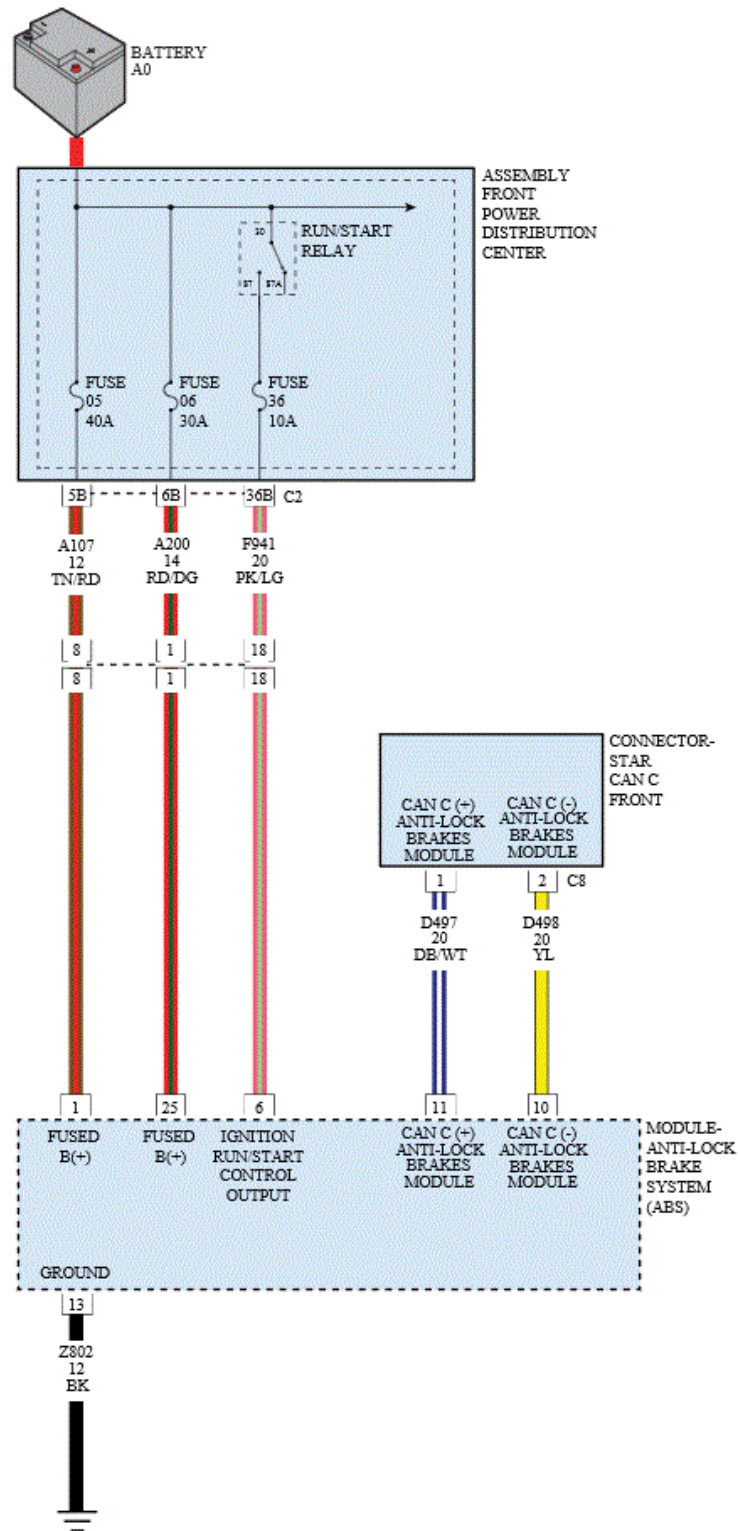 BATTERY
A0
ASSEMBLY
FRONT
POWER
DISTRIBUTION
CENTER
30
RUN/START
RELAY
87 87A
FUSE
05
40A
FUSE
06
30A
FUSE
36
10A
5B 6B 36B C2
A107
12
TN/RD
A200
14
RD/DG
F941
20
PK/LG
8 1 18
8 1 18
CONNECTOR-
STAR
CAN C
FRONT
CAN C (+)
ANTI-LOCK
BRAKES
MODULE
CAN C (-)
ANTI-LOCK
BRAKES
MODULE
1 2 C8
D497
20
DB/WT
D498
20
YL
1 25 6 11 10
FUSED
B(+)
FUSED
B(+)
IGNITION
RUN/START
CONTROL
OUTPUT
CAN C (+)
ANTI-LOCK
BRAKES
MODULE
CAN C (-)
ANTI-LOCK
BRAKES
MODULE
MODULE-
ANTI-LOCK
BRAKE
SYSTEM
(ABS)
GROUND
13
Z802
12
BK